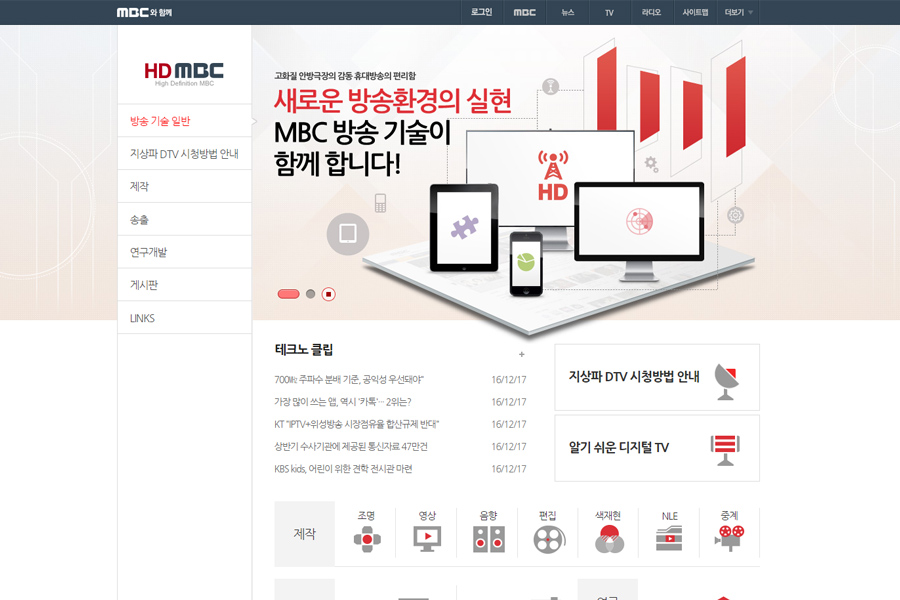 MBC와 함께
로그인
MBC
뉴스
TV
라디오
사이트맵
더보기
HD MBC
High Definition MBC
방송 기술 일반
지상파 DTV 시청방법 안내
제작
송출
연구개발
게시판
LINKS
고화질 안방극장의 감동 휴대방송의 편리함
새로운 방송환경의 실현
MBC 방송 기술이
함께 합니다!
HD
테크노 클립
+
700㎒ 주파수 분배 기준, 공익성 우선돼야"
16/12/17
가장 많이 쓰는 앱, 역시 '카톡'… 2위는?
16/12/17
KT "IPTV+위성방송 시장점유율 합산규제 반대"
16/12/17
상반기 수사기관에 제공된 통신자료 47만건
16/12/17
KBS kids, 어린이 위한 견학 전시관 마련
16/12/17
지상파 DTV 시청방법 안내
알기 쉬운 디지털 TV
제작
조명
영상
음향
편집
색재현
NLE
중계